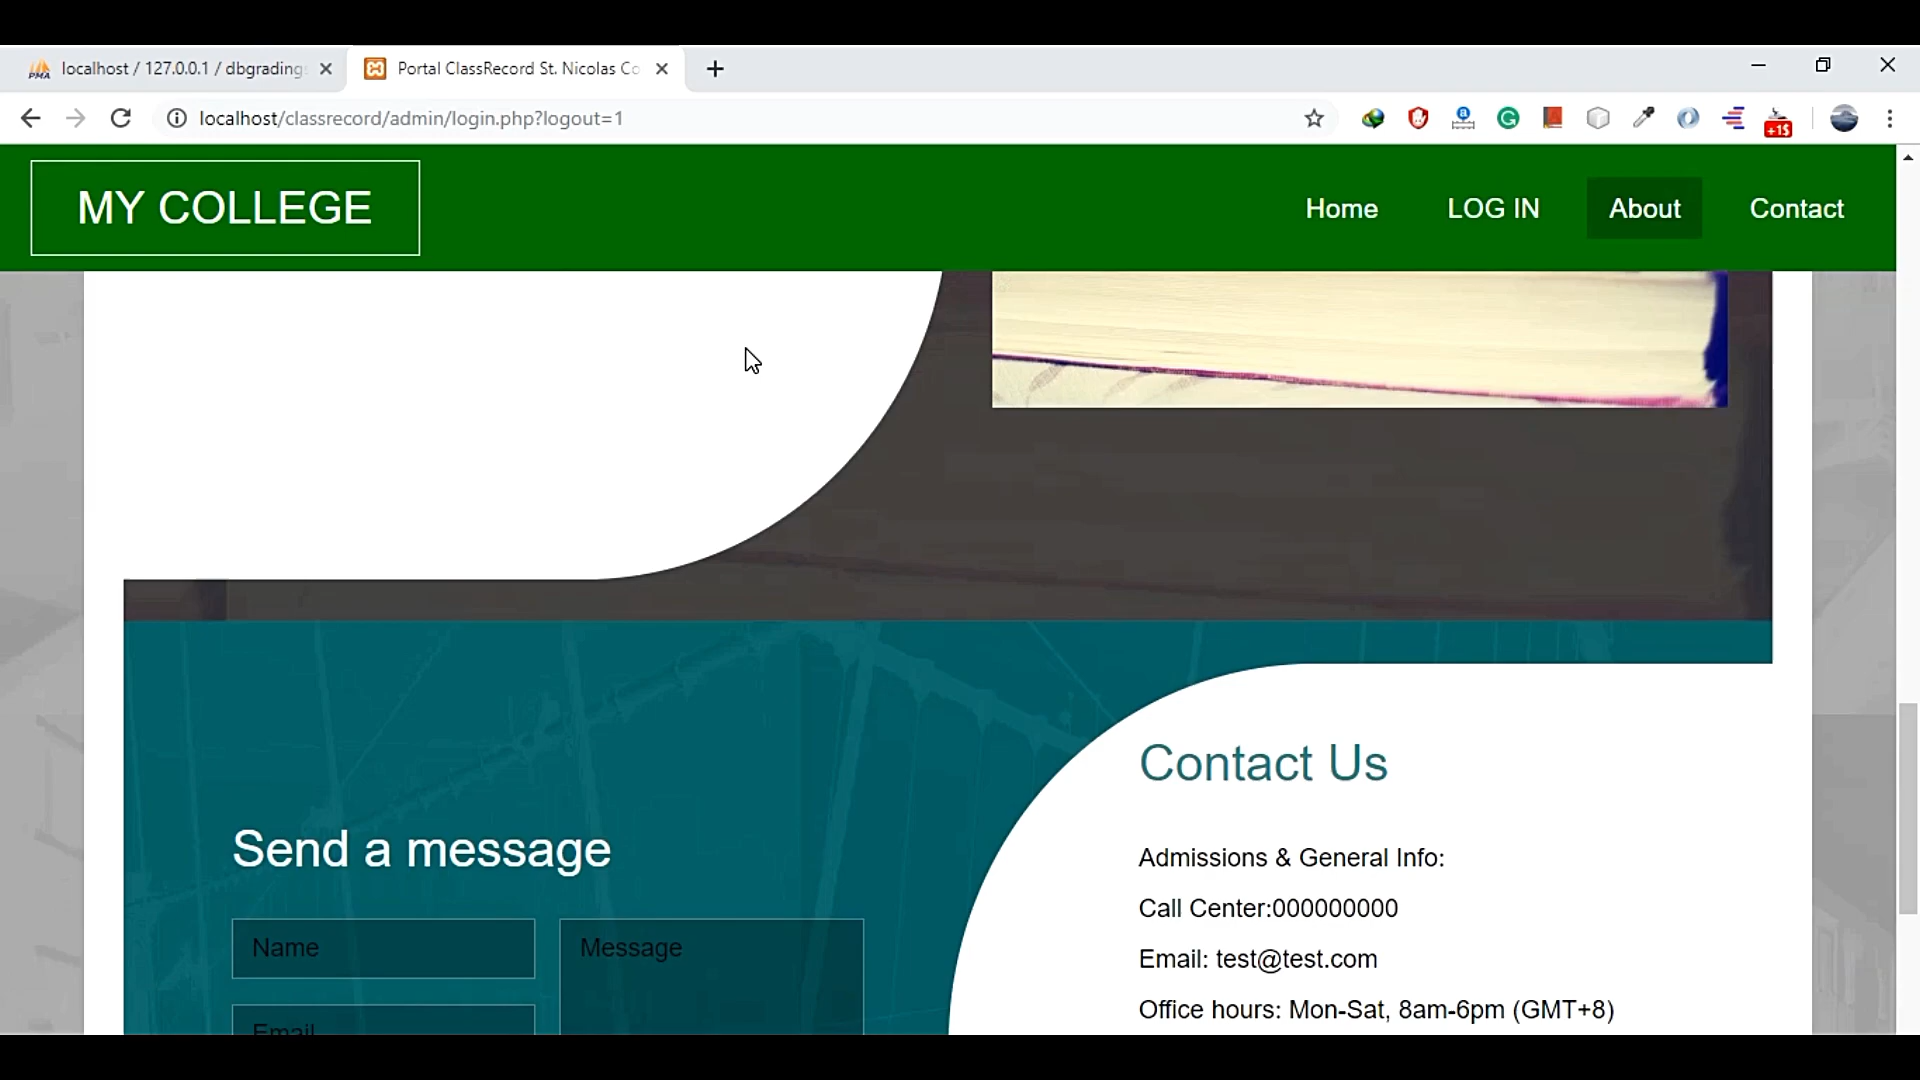 PMA localhost / 127.0.0.1 / dbgrading
Portal ClassRecord St. Nicolas Co
localhost/classrecord/admin/login.php?logout=1
+1$
MY COLLEGE
Home
LOG IN
About
Contact
Contact Us
Send a message
Admissions & General Info:
Call Center:000000000
Name
Message
Email: test@test.com
Office hours: Mon-Sat, 8am-6pm (GMT+8)
Email